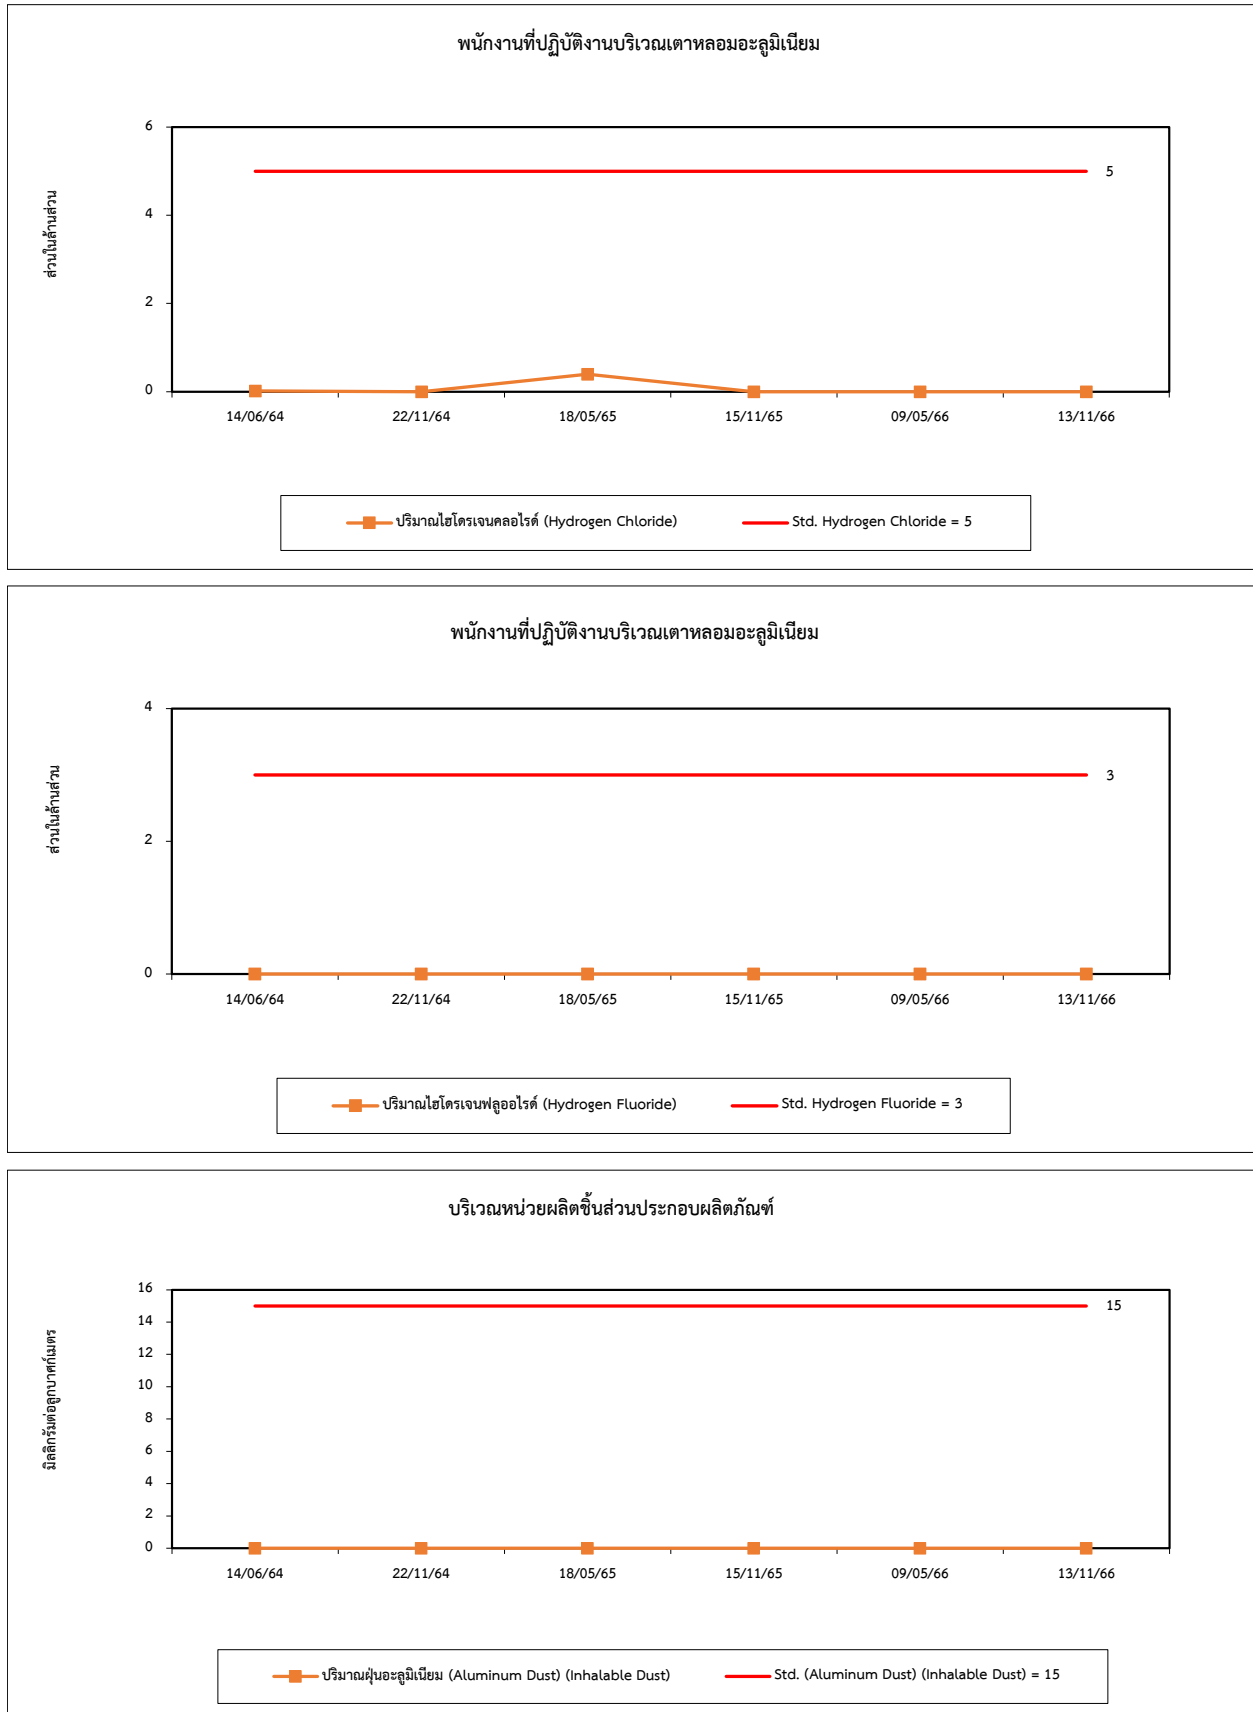 พนักงานที่ปฏิบัติงานบริเวณเตาหลอมอะลูมิเนียม
ส่วนในล้านส่วน
6
5
4
2
0
14/06/64 22/11/64 18/05/65 15/11/65 09/05/66 13/11/66
ปริมาณไฮโดรเจนคลอไรด์ (Hydrogen Chloride) Std. Hydrogen Chloride = 5
พนักงานที่ปฏิบัติงานบริเวณเตาหลอมอะลูมิเนียม
ส่วนในล้านส่วน
4
3
2
0
14/06/64 22/11/64 18/05/65 15/11/65 09/05/66 13/11/66
ปริมาณไฮโดรเจนฟลูออไรด์ (Hydrogen Fluoride) Std. Hydrogen Fluoride = 3
บริเวณหน่วยผลิตชิ้นส่วนประกอบผลิตภัณฑ์
มิลลิกรัมต่อลูกบาศก์เมตร
16
15
14
12
10
8
6
4
2
0
14/06/64 22/11/64 18/05/65 15/11/65 09/05/66 13/11/66
ปริมาณฝุ่นอะลูมิเนียม (Aluminum Dust) (Inhalable Dust) Std. (Aluminum Dust) (Inhalable Dust) = 15